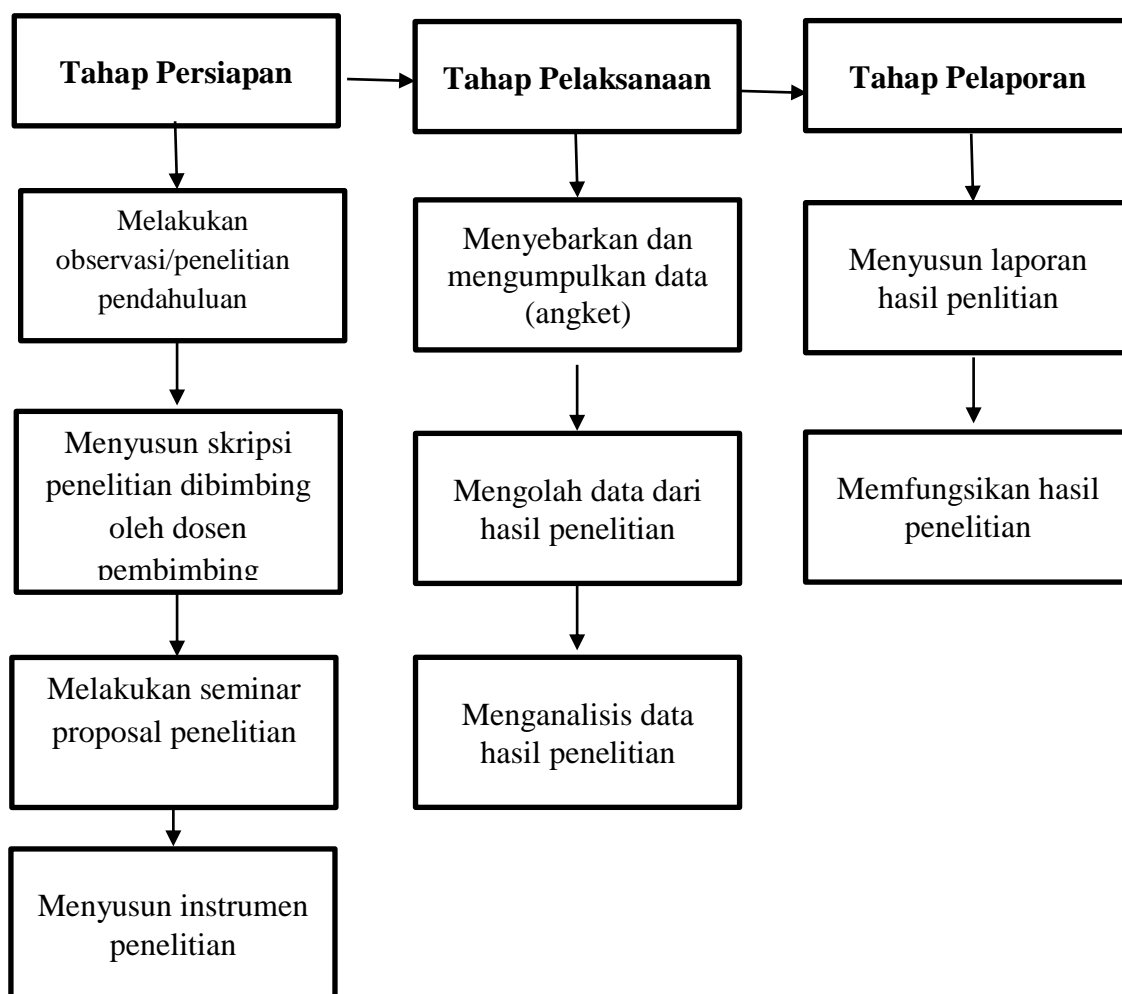 Tahap Persiapan
Melakukan
observasi/penelitian
pendahuluan
Menyusun skripsi
penelitian dibimbing
oleh dosen
pembimbing
Melakukan seminar
proposal penelitian
Menyusun instrumen
penelitian
Tahap Pelaksanaan
Menyebarkan dan
mengumpulkan data
(angket)
Mengolah data dari
hasil penelitian
Menganalisis data
hasil penelitian
Tahap Pelaporan
Menyusun laporan
hasil penlitian
Memfungsikan hasil
penelitian